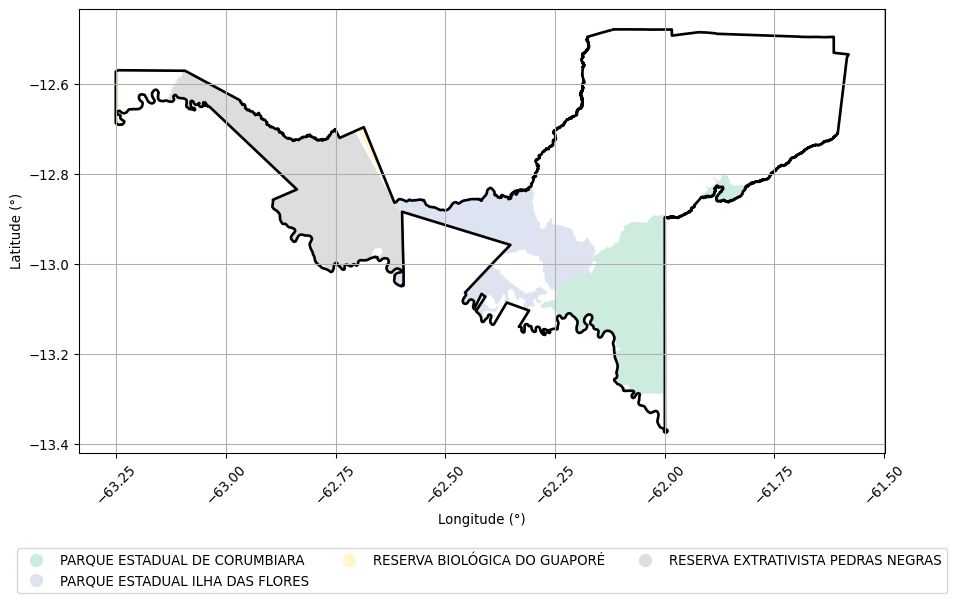 −12.6
−12.8
−13.0
−13.2
−13.4
Latitude (°)
−63.25
−63.00
−62.75
−62.50
−62.25
−62.00
−61.75
−61.50
Longitude (°)
PARQUE ESTADUAL DE CORUMBIARA
RESERVA BIOLÓGICA DO GUAPORÉ
RESERVA EXTRATIVISTA PEDRAS NEGRAS
PARQUE ESTADUAL ILHA DAS FLORES